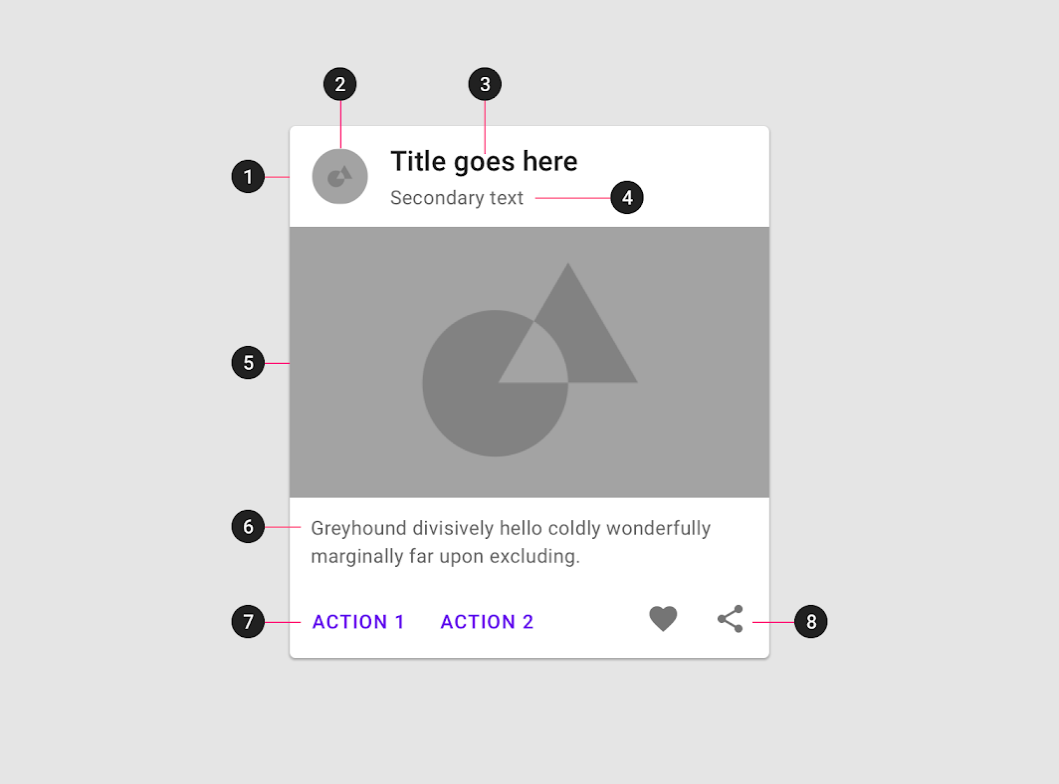 2 3
1 Title goes here
Secondary text 4
5
6 Greyhound divisively hello coldly wonderfully
marginally far upon excluding.
7 ACTION 1 ACTION 2 8